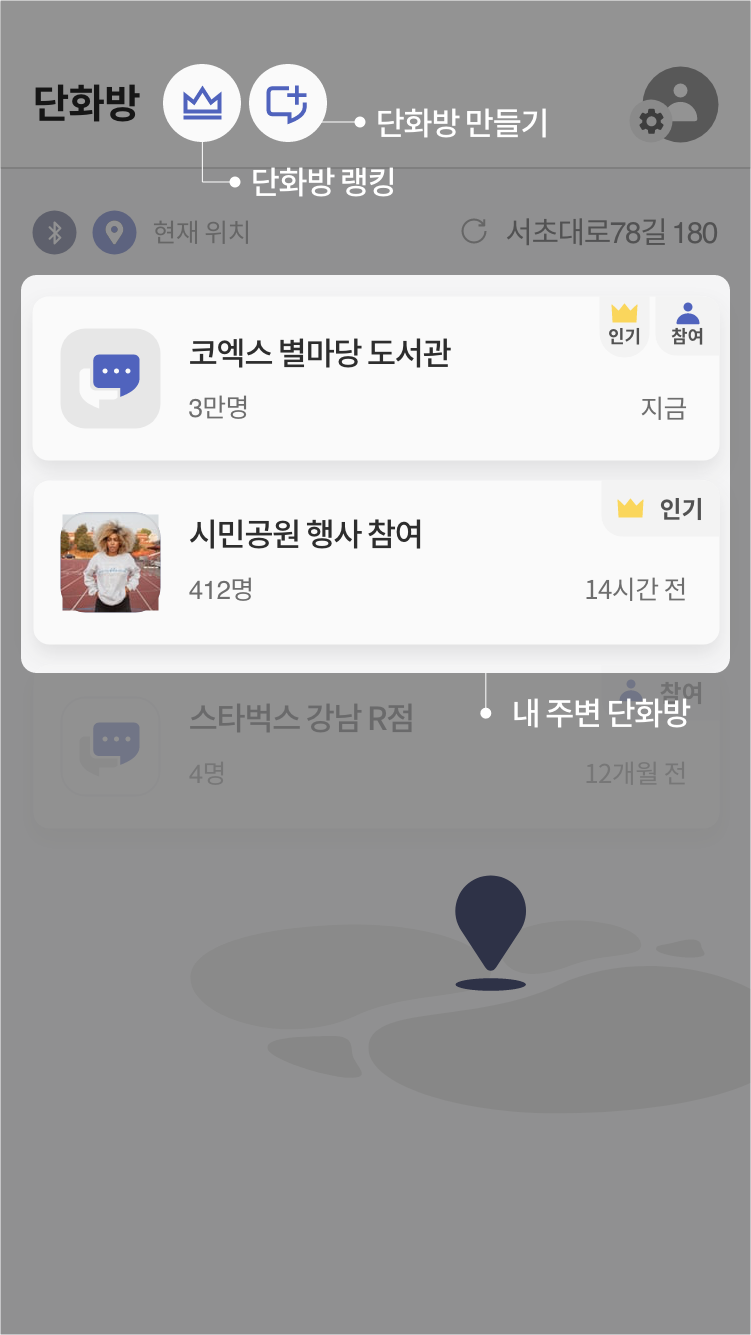 단화방
단화방 만들기
단화방 랭킹
현재 위치
서초대로78길 180
인기
참여
코엑스 별마당 도서관
3만명
지금
인기
시민공원 행사 참여
412명
14시간 전
참여
스타벅스 강남 R점
내 주변 단화방
4명
12개월 전